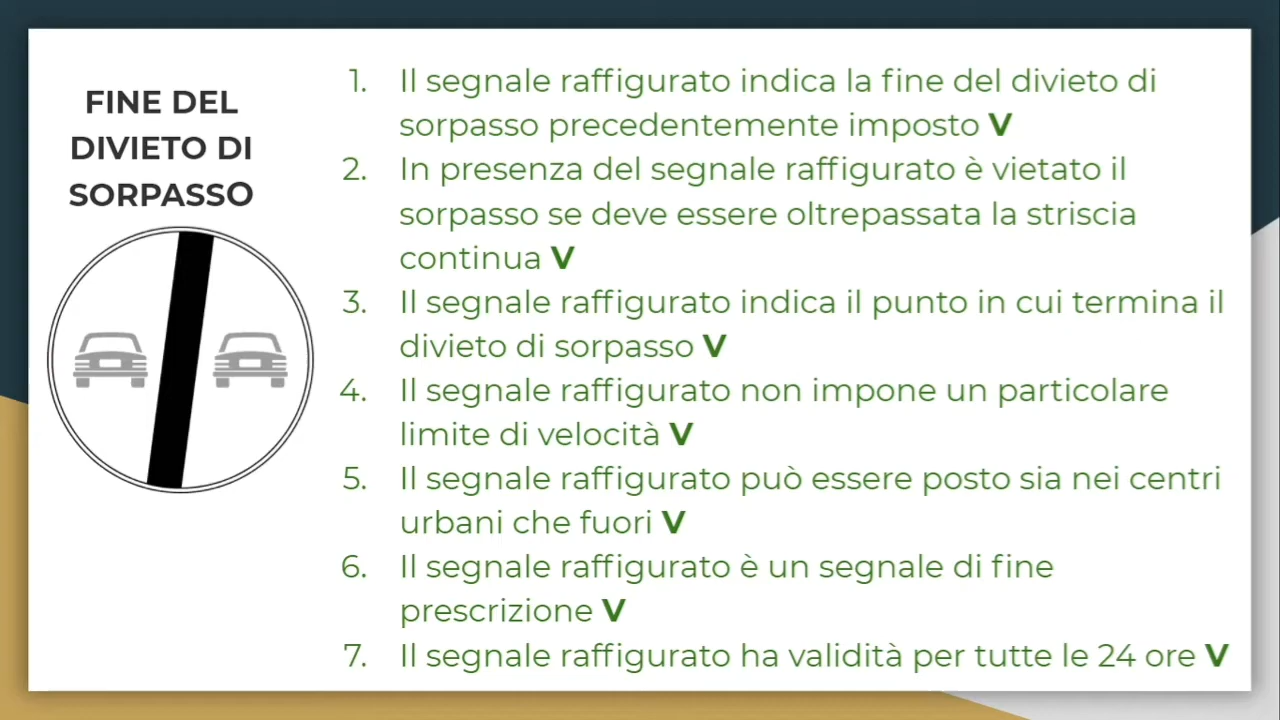 FINE DEL
DIVIETO DI
SORPASSO
1. Il segnale raffigurato indica la fine del divieto di
sorpasso precedentemente imposto V
2. In presenza del segnale raffigurato è vietato il
sorpasso se deve essere oltrepassata la striscia
continua V
3. Il segnale raffigurato indica il punto in cui termina il
divieto di sorpasso V
4. Il segnale raffigurato non impone un particolare
limite di velocità V
5. Il segnale raffigurato può essere posto sia nei centri
urbani che fuori V
6. Il segnale raffigurato è un segnale di fine
prescrizione V
7. Il segnale raffigurato ha validità per tutte le 24 ore V